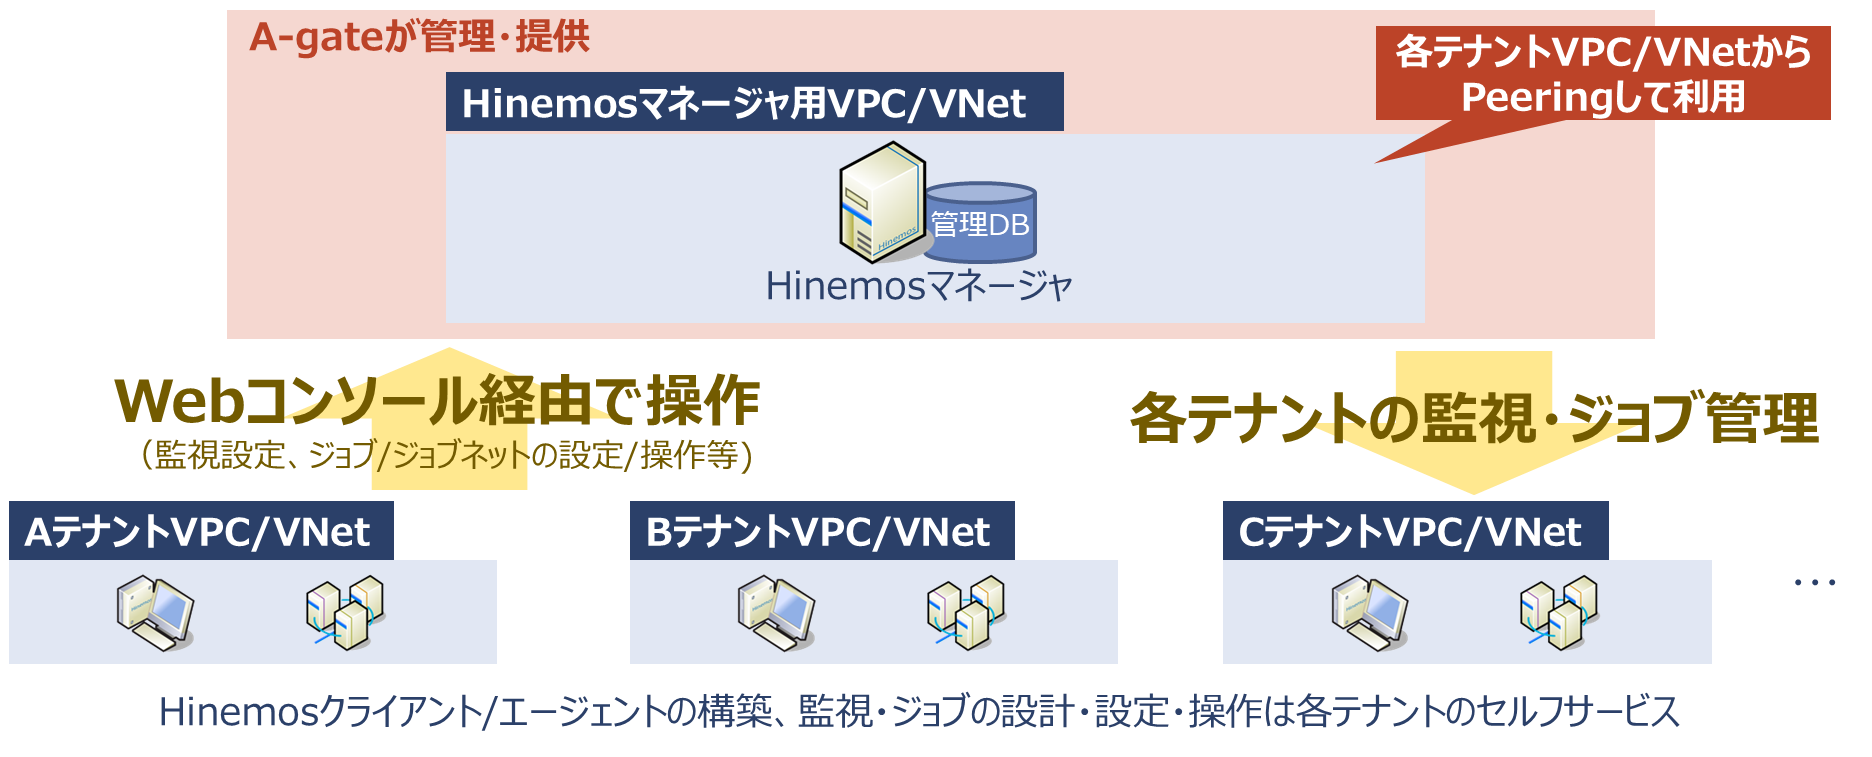 A-gateが管理・提供
各テナントVPC/VNetから
Peeringして利用
Hinemosマネージャ用VPC/VNet
Hinemos
管理DB
Hinemosマネージャ
Webコンソール経由で操作
（監視設定、ジョブ/ジョブネットの設定/操作等)
各テナントの監視・ジョブ管理
AテナントVPC/VNet
BテナントVPC/VNet
CテナントVPC/VNet
Hinemos
Hinemos
Hinemos
…
Hinemosクライアント/エージェントの構築、監視・ジョブの設計・設定・操作は各テナントのセルフサービス